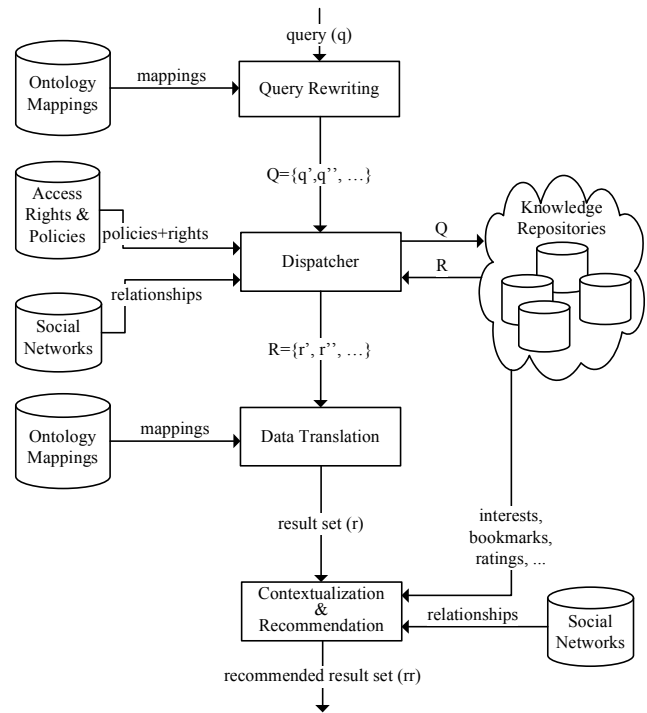 query (q)
Ontology
Mappings
mappings
Query Rewriting
Q={q’,q’’, …}
Access
Rights &
Policies
policies+rights
Dispatcher
Q
R
Knowledge
Repositories
relationships
Social
Networks
R={r’, r’’, …}
Ontology
Mappings
mappings
Data Translation
result set (r)
interests,
bookmarks,
ratings, ...
Contextualization
&
Recommendation
relationships
Social
Networks
recommended result set (rr)